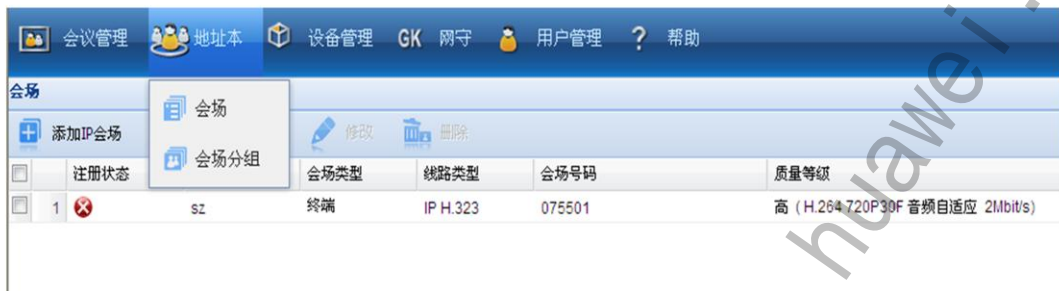 会议管理 地址本 设备管理 GK 网守 用户管理 ? 帮助
会场
会场
添加IP会场 修改 删除
会场分组
注册状态 会场类型 线路类型 会场号码 质量等级
1 sz 终端 IP H.323 075501 高（H.264 720P30F 音频自适应 2Mbit/s）
huawei.